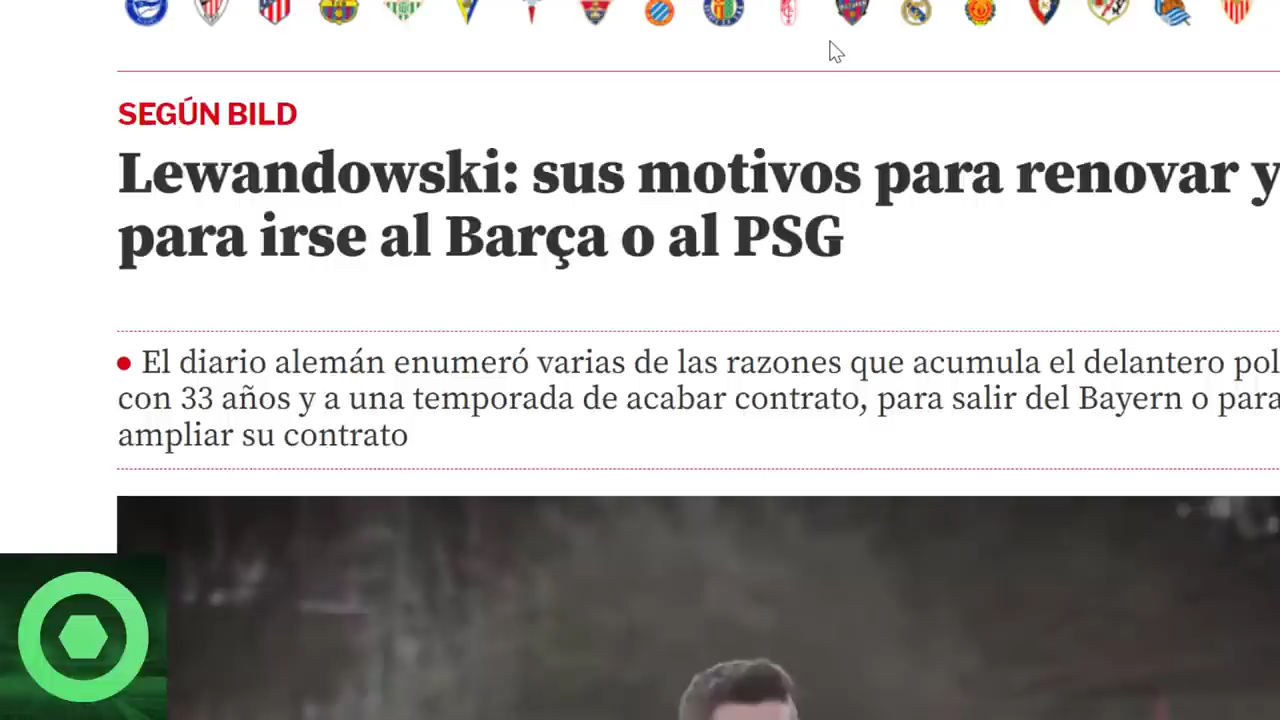 SEGÚN BILD
Lewandowski: sus motivos para renovar y
para irse al Barça o al PSG
El diario alemán enumeró varias de las razones que acumula el delantero pol
con 33 años y a una temporada de acabar contrato, para salir del Bayern o para
ampliar su contrato